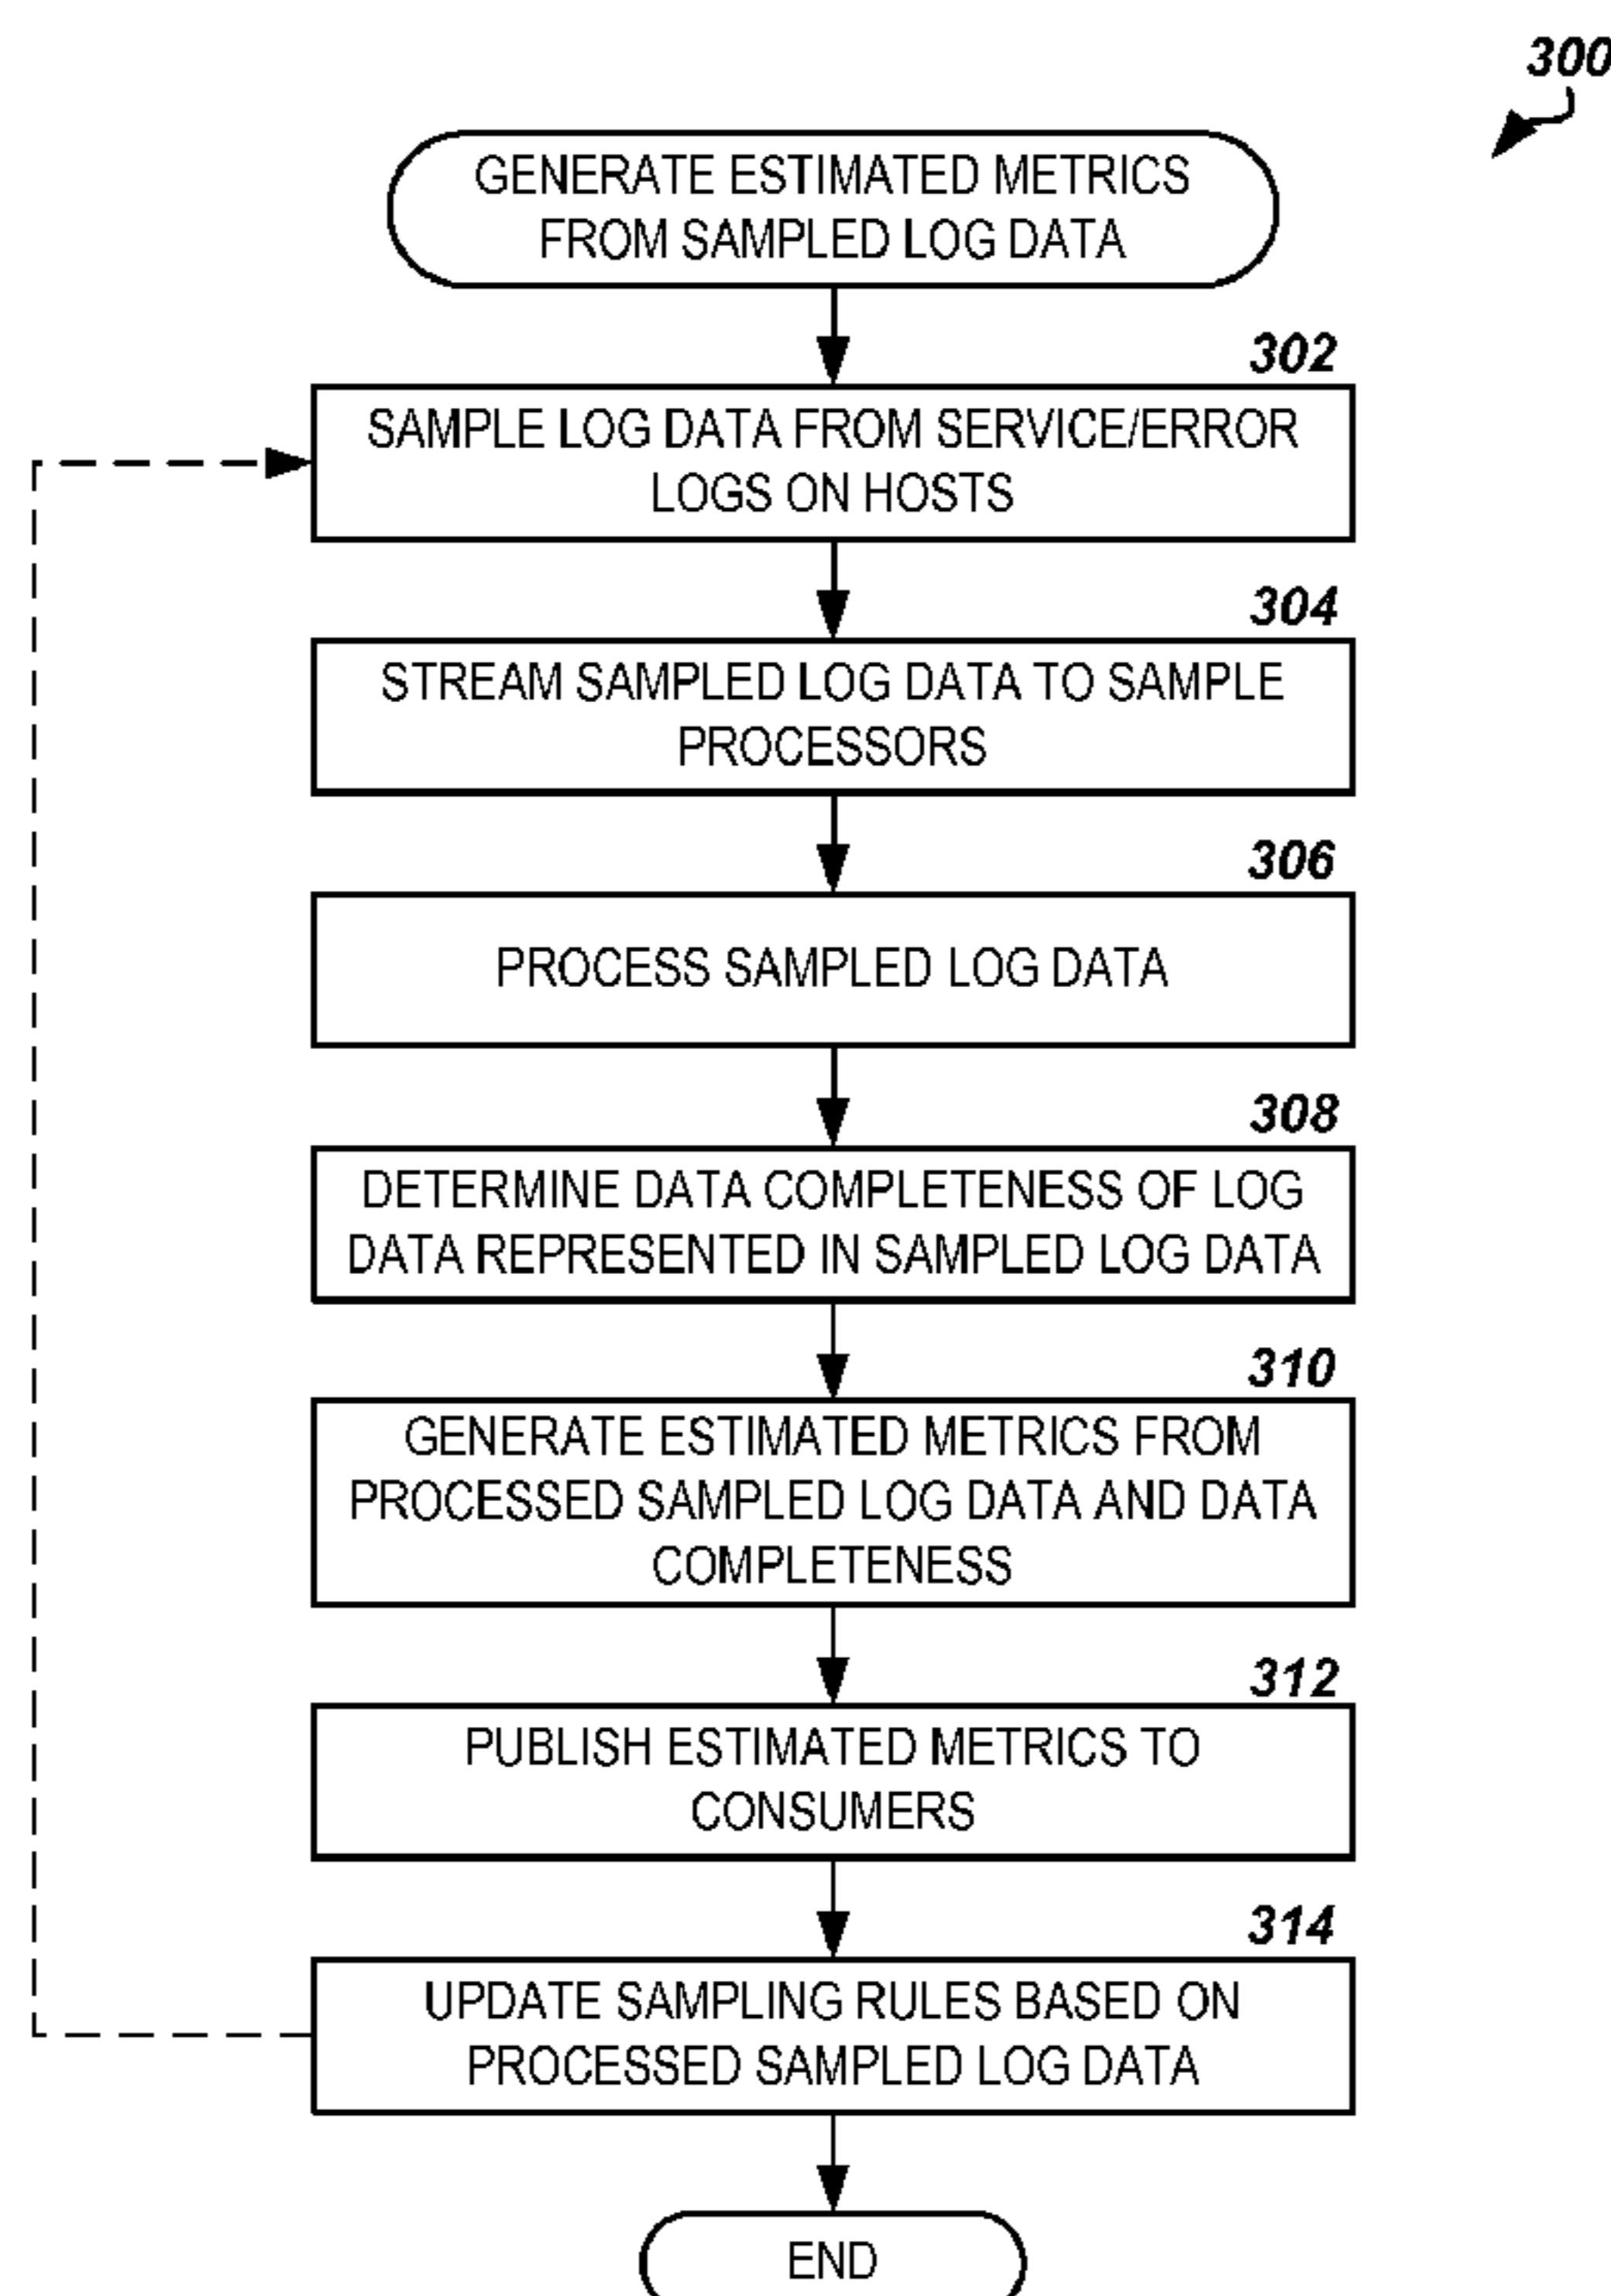 300
GENERATE ESTIMATED METRICS
FROM SAMPLED LOG DATA
302
SAMPLE LOG DATA FROM SERVICE/ERROR
LOGS ON HOSTS
304
STREAM SAMPLED LOG DATA TO SAMPLE
PROCESSORS
306
PROCESS SAMPLED LOG DATA
308
DETERMINE DATA COMPLETENESS OF LOG
DATA REPRESENTED IN SAMPLED LOG DATA
310
GENERATE ESTIMATED METRICS FROM
PROCESSED SAMPLED LOG DATA AND DATA
COMPLETENESS
312
PUBLISH ESTIMATED METRICS TO
CONSUMERS
314
UPDATE SAMPLING RULES BASED ON
PROCESSED SAMPLED LOG DATA
END